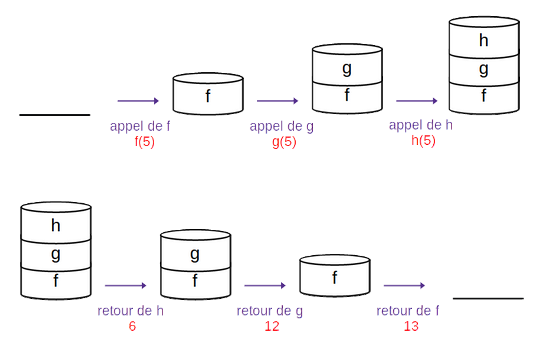 h
g
g
f
f
f
appel de f
appel de g
appel de h
f(5)
g(5)
h(5)
h
g
g
f
f
f
retour de h
retour de g
retour de f
6
12
13